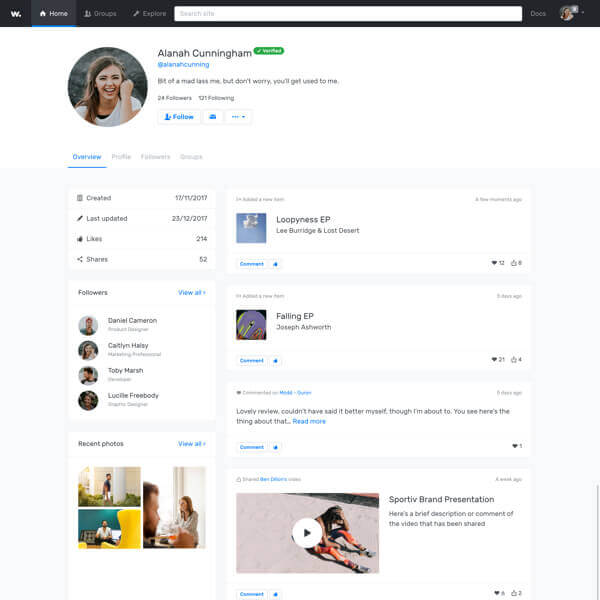 w. Home Groups Explore Search site Docs
Alanah Cunningham Verified
@alanahcunning
Bit of a mad lass me, but don't worry, you'll get used to me.
24 Followers 121 Following
Follow
Overview Profile Followers Groups
Created 17/11/2017
Last updated 23/12/2017
Likes 214
Shares 52
Followers View all >
Daniel Cameron
Product Designer
Caitlyn Halsy
Marketing Professional
Toby Marsh
Developer
Lucille Freebody
Graphic Designer
Recent photos View all >
Added a new item A few moments ago
Loopyness EP
Lee Burridge & Lost Desert
Comment 12 8
Added a new item 5 days ago
Falling EP
Joseph Ashworth
Comment 21 4
Commented on 5 days ago
Lovely review, couldn't have said it better myself, though I'm about to. You see here's the
thing about that... Read more
Comment 1
Shared Ben Dillon's video A week ago
Sportiv Brand Presentation
Here's a brief description or comment of
the video that has been shared
Comment 6 2